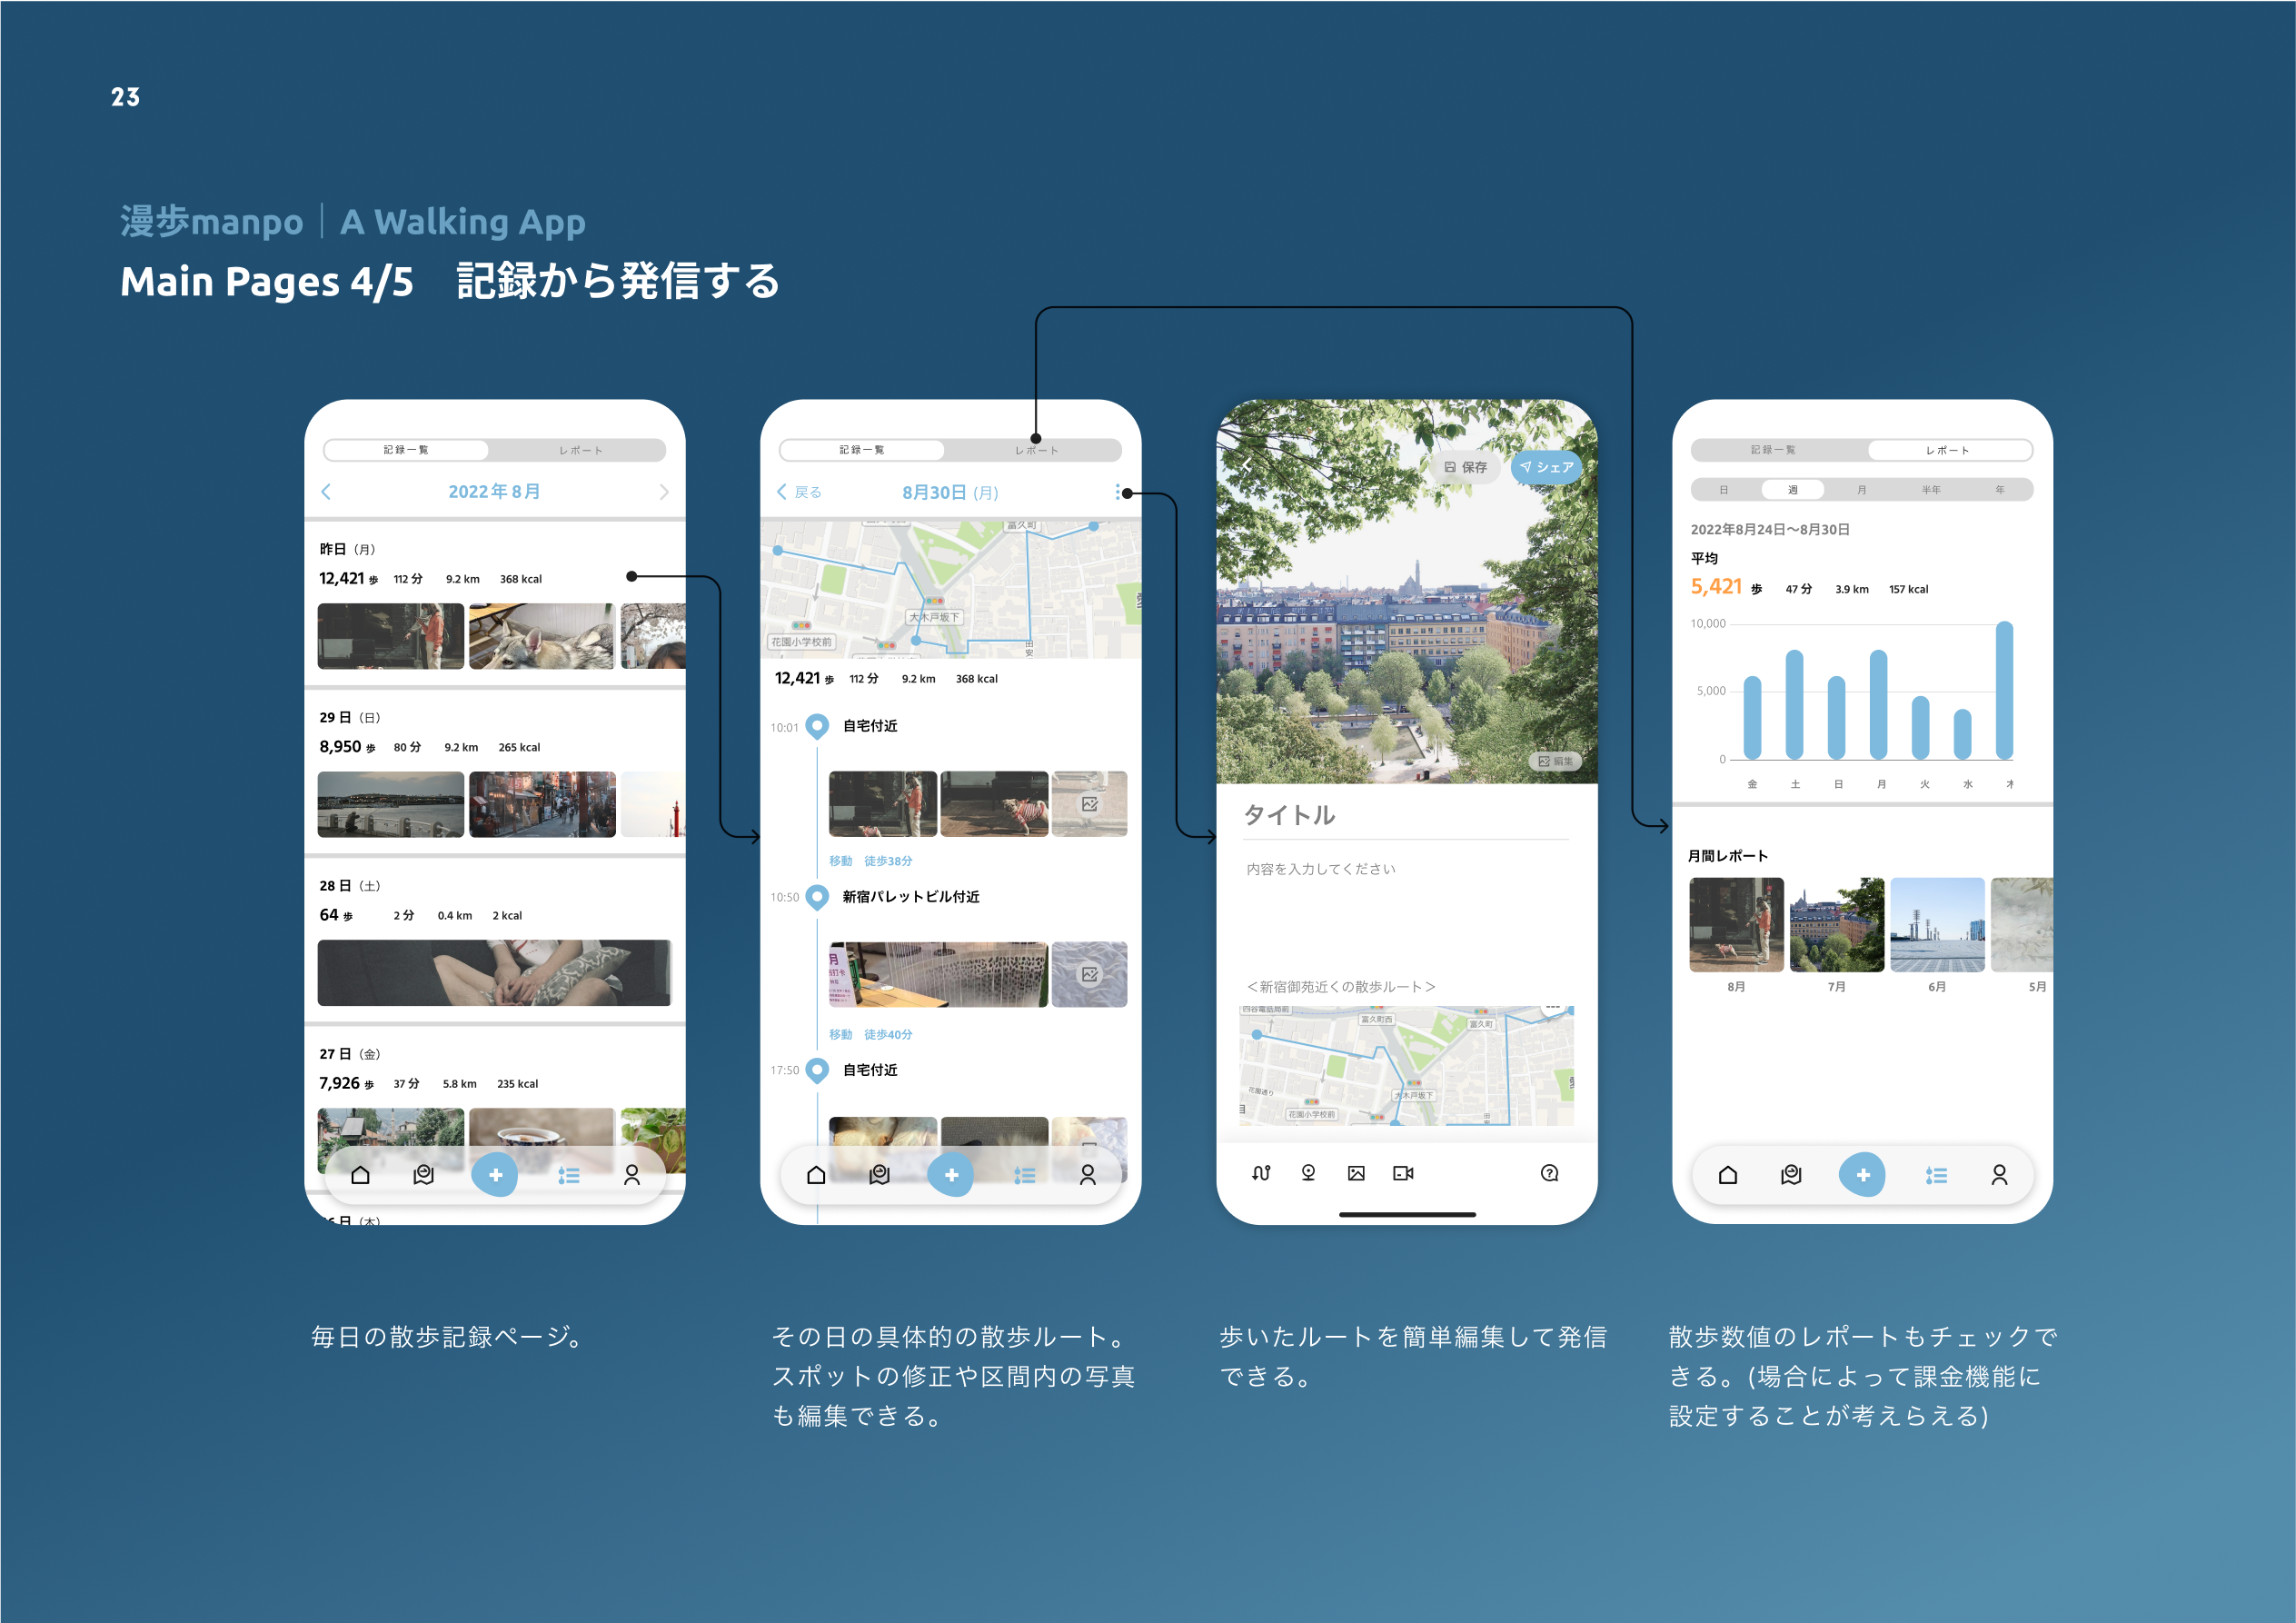 23
漫歩manpo｜A Walking App
Main Pages 4/5　記録から発信する
記録一覧
レポート
2022年 8月
昨日（月）
12,421 歩 112 分 9.2 km 368 kcal
29 日（日）
8,950 歩 80 分 9.2 km 265 kcal
28 日（土）
64 歩 2 分 0.4 km 2 kcal
27 日（金）
7,926 歩 37 分 5.8 km 235 kcal
日（木）
記録一覧
レポート
戻る
8月30日 (月)
富久町
大木戸坂下
花園小学校前
田
安
12,421 歩 112 分 9.2 km 368 kcal
10:01 自宅付近
移動　徒歩38分
10:50 新宿パレットビル付近
月
打卡
移動　徒歩40分
17:50 自宅付近
保存
シェア
編集
タイトル
内容を入力してください
＜新宿御苑近くの散歩ルート＞
四谷電話局前
富久町西
富久町
花園通り
大木戸坂下
花園小学校前
田
安
記録一覧
レポート
日 週 月 半年 年
2022年8月24日～8月30日
平均
5,421 歩 47 分 3.9 km 157 kcal
10,000
5,000
0
金 土 日 月 火 水 木
月間レポート
8月 7月 6月 5月
毎日の散歩記録ページ。
その日の具体的の散歩ルート。
スポットの修正や区間内の写真
も編集できる。
歩いたルートを簡単編集して発信
できる。
散歩数値のレポートもチェックで
きる。(場合によって課金機能に
設定することが考えらえる)